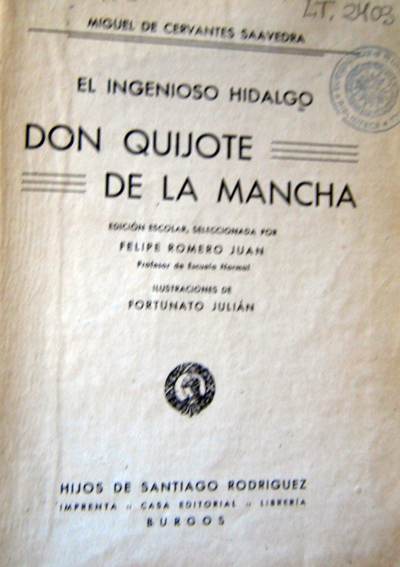 LT. 2403
MIGUEL DE CERVANTES SAAVEDRA
EL INGENIOSO HIDALGO
DON QUIJOTE
DE LA MANCHA
EDICIÓN ESCOLAR, SELECCIONADA POR
FELIPE ROMERO JUAN
Profesor de Escuela Normal
ILUSTRACIONES DE
FORTUNATO JULIÁN
HIJOS DE SANTIAGO RODRIGUEZ
IMPRENTA :: CASA EDITORIAL :: LIBRERÍA
BURGOS